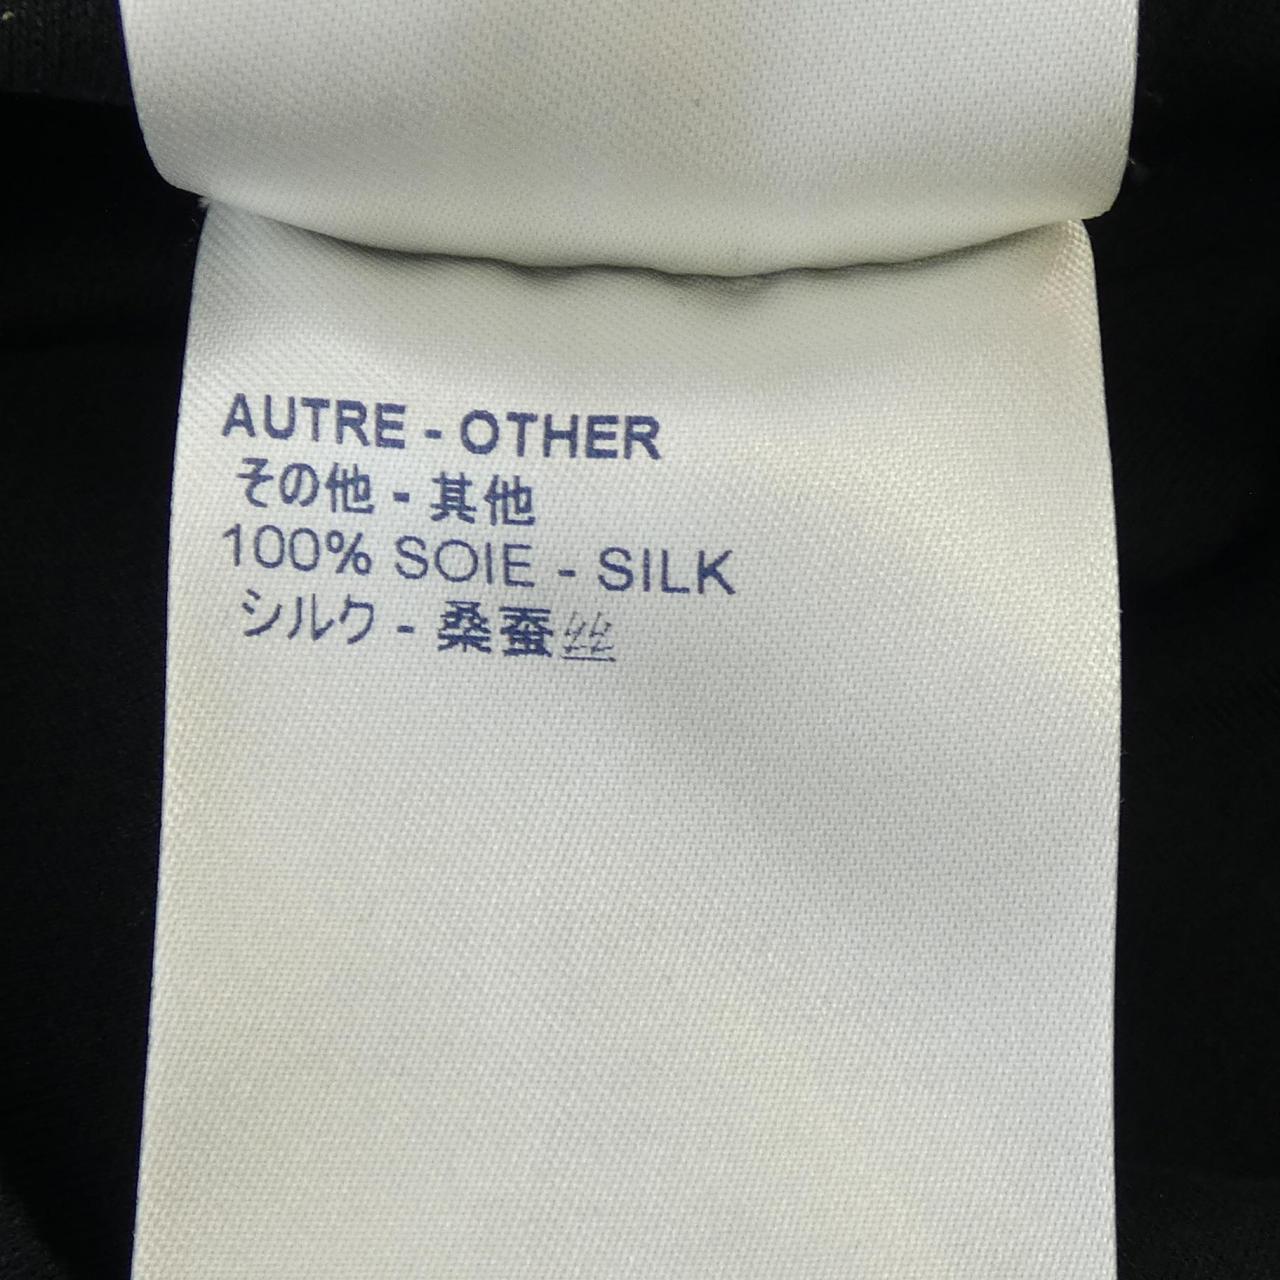 AUTRE - OTHER
その他 - 其他
100% SOIE - SILK
シルク - 桑蚕丝